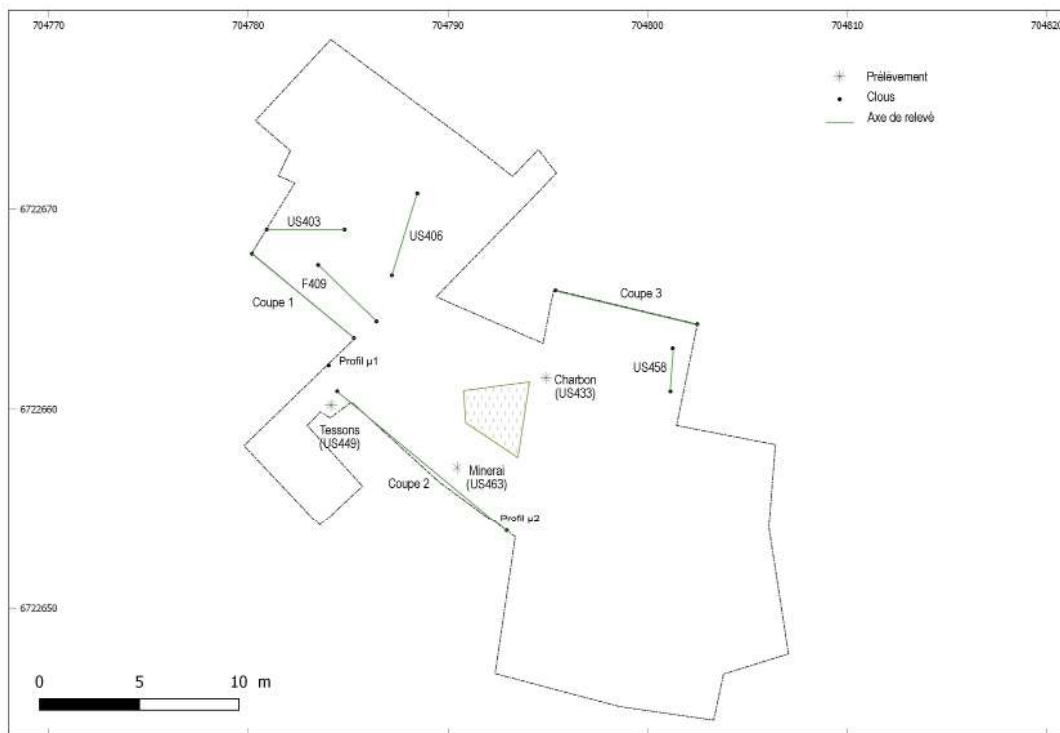 704770
704780
704790
704800
704810
704820
Prélèvement
Clous
Axe de relevé
6722670
US403
US406
F409
Coupe 1
Coupe 3
Profil µ1
US458
Charbon
(US433)
6722660
Tessons
(US449)
Minerai
(US463)
Coupe 2
Profil µ2
6722650
0 5 10 m